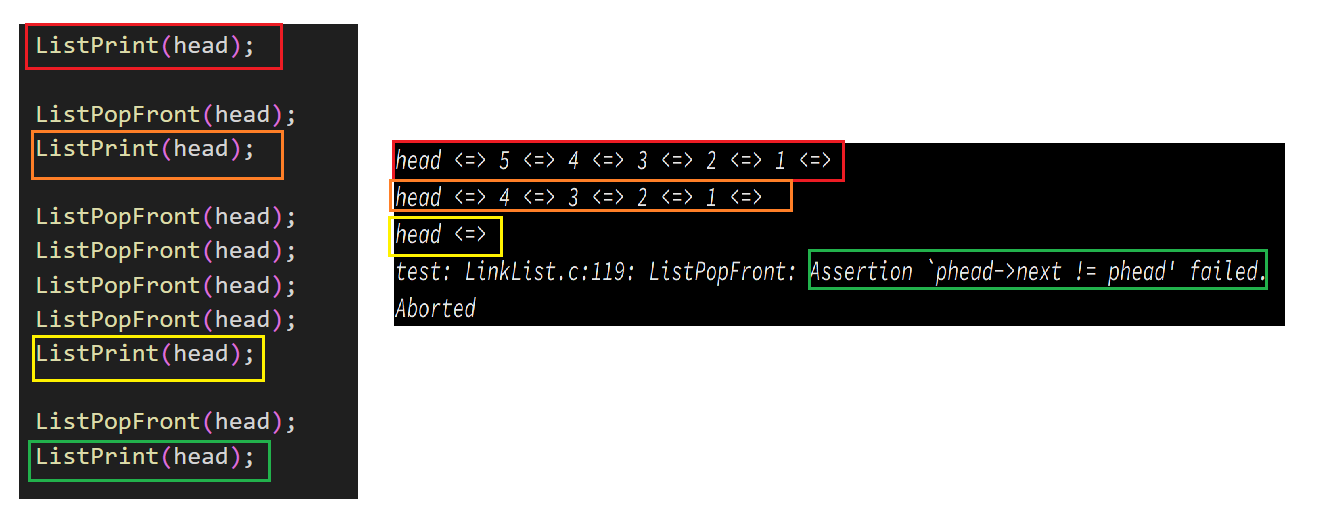 ListPrint(head);
ListPopFront(head);
ListPrint(head);
ListPopFront(head);
ListPopFront(head);
ListPopFront(head);
ListPopFront(head);
ListPrint(head);
ListPopFront(head);
ListPrint(head);
head <=> 5 <=> 4 <=> 3 <=> 2 <=> 1 <=>
head <=> 4 <=> 3 <=> 2 <=> 1 <=>
head <=>
test: LinkList.c:119: ListPopFront: Assertion `phead->next != phead' failed.
Aborted